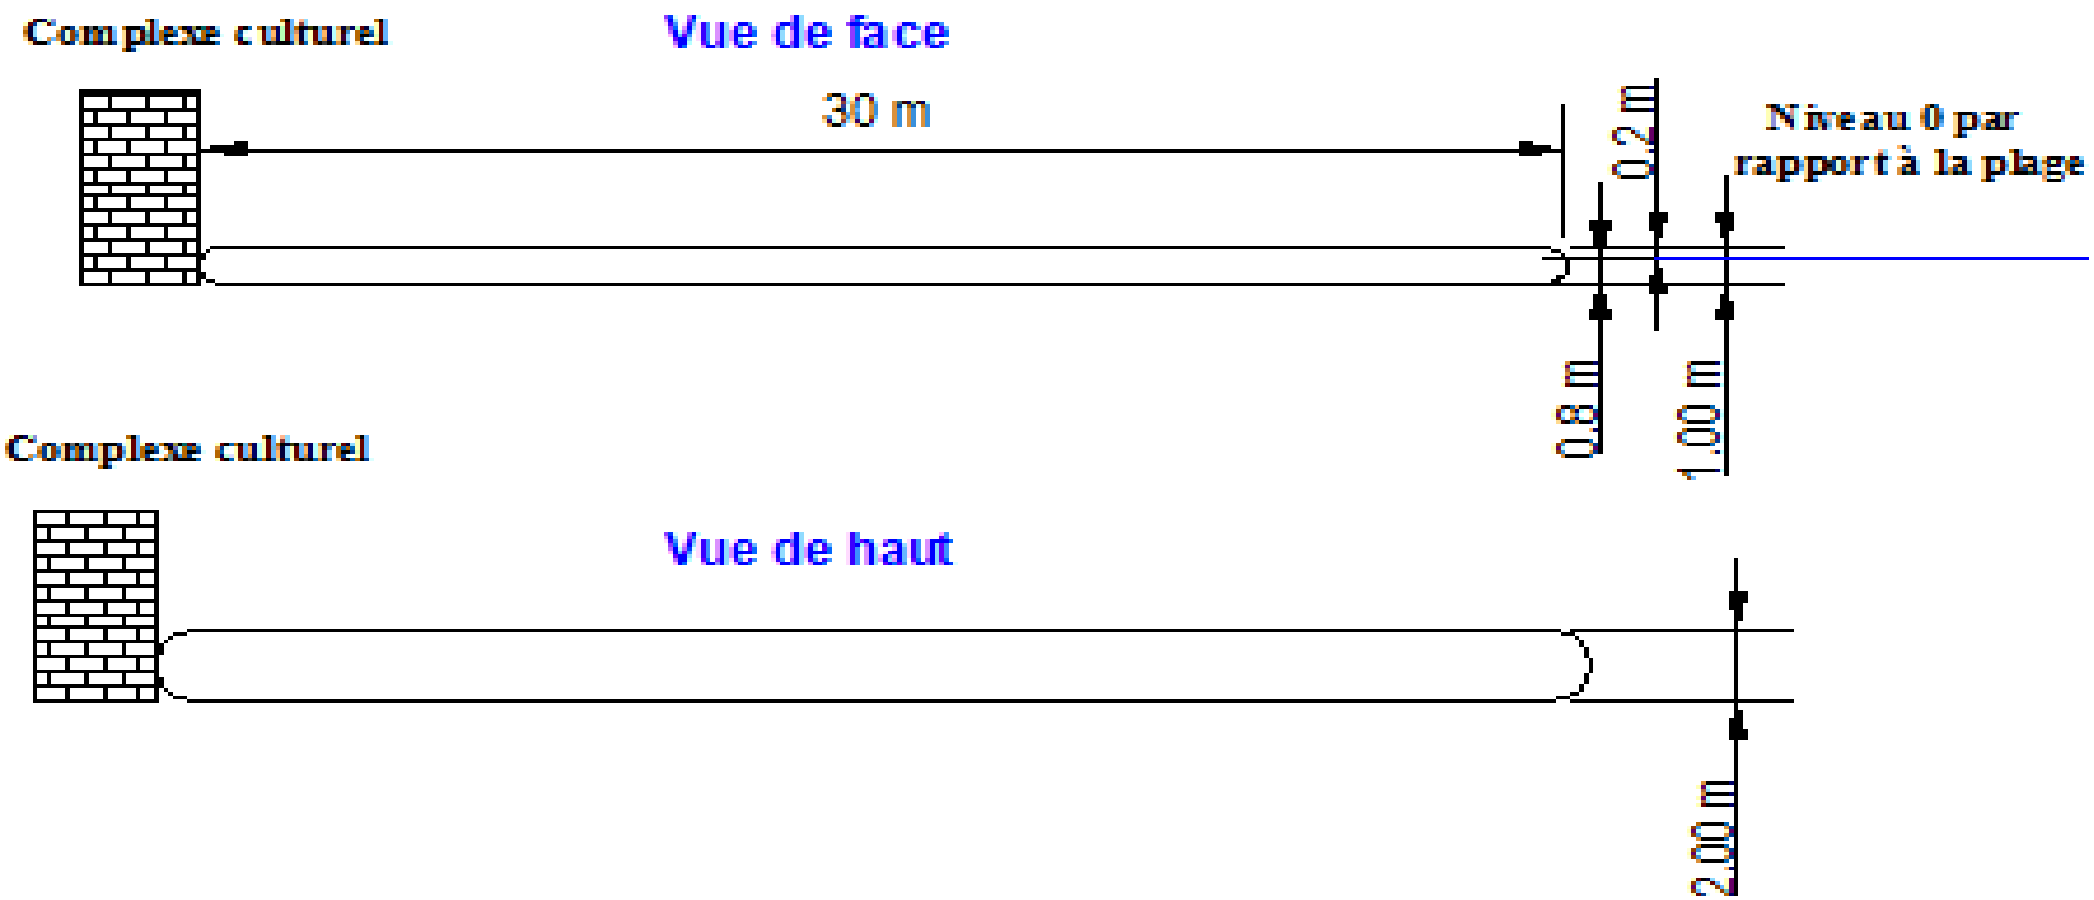 Complexe culturel
Vue de face
30 m
0.2 m
Niveau 0 par
rapport à la plage
0.8 m
1.00 m
Complexe culturel
Vue de haut
2.00 m